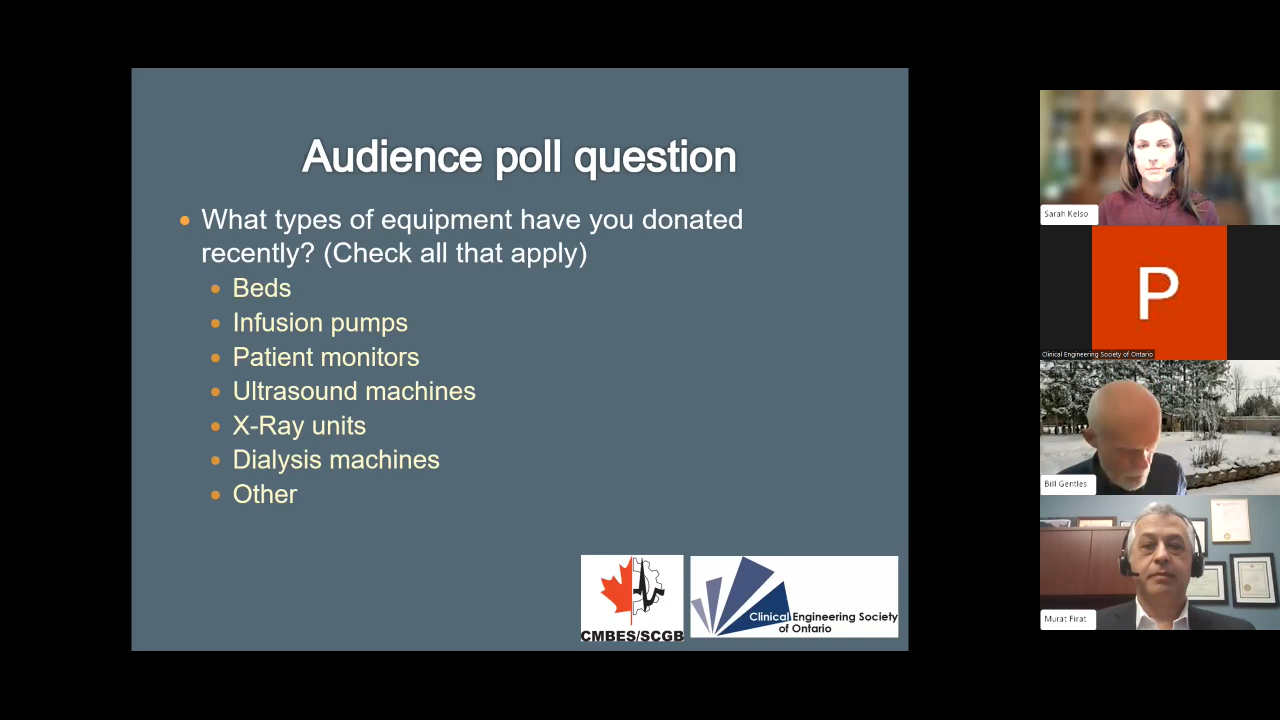 Audience poll question
What types of equipment have you donated
recently? (Check all that apply)
Beds
Infusion pumps
Patient monitors
Ultrasound machines
X-Ray units
Dialysis machines
Other
CMBES/SCGB
Clinical Engineering Society
of Ontario
Sarah Kelso
P
Clinical Engineering Society of Ontario
Bill Gentles
Murat Firat